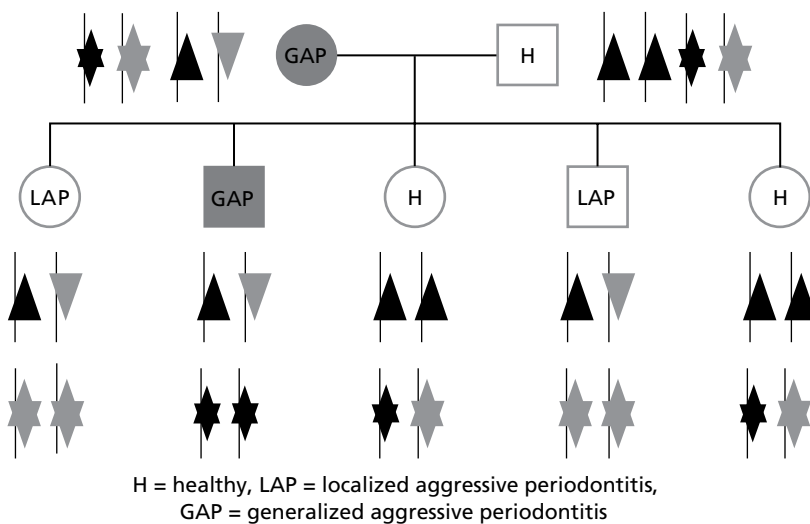 GAP H
LAP GAP H LAP H
H = healthy, LAP = localized aggressive periodontitis,
GAP = generalized aggressive periodontitis